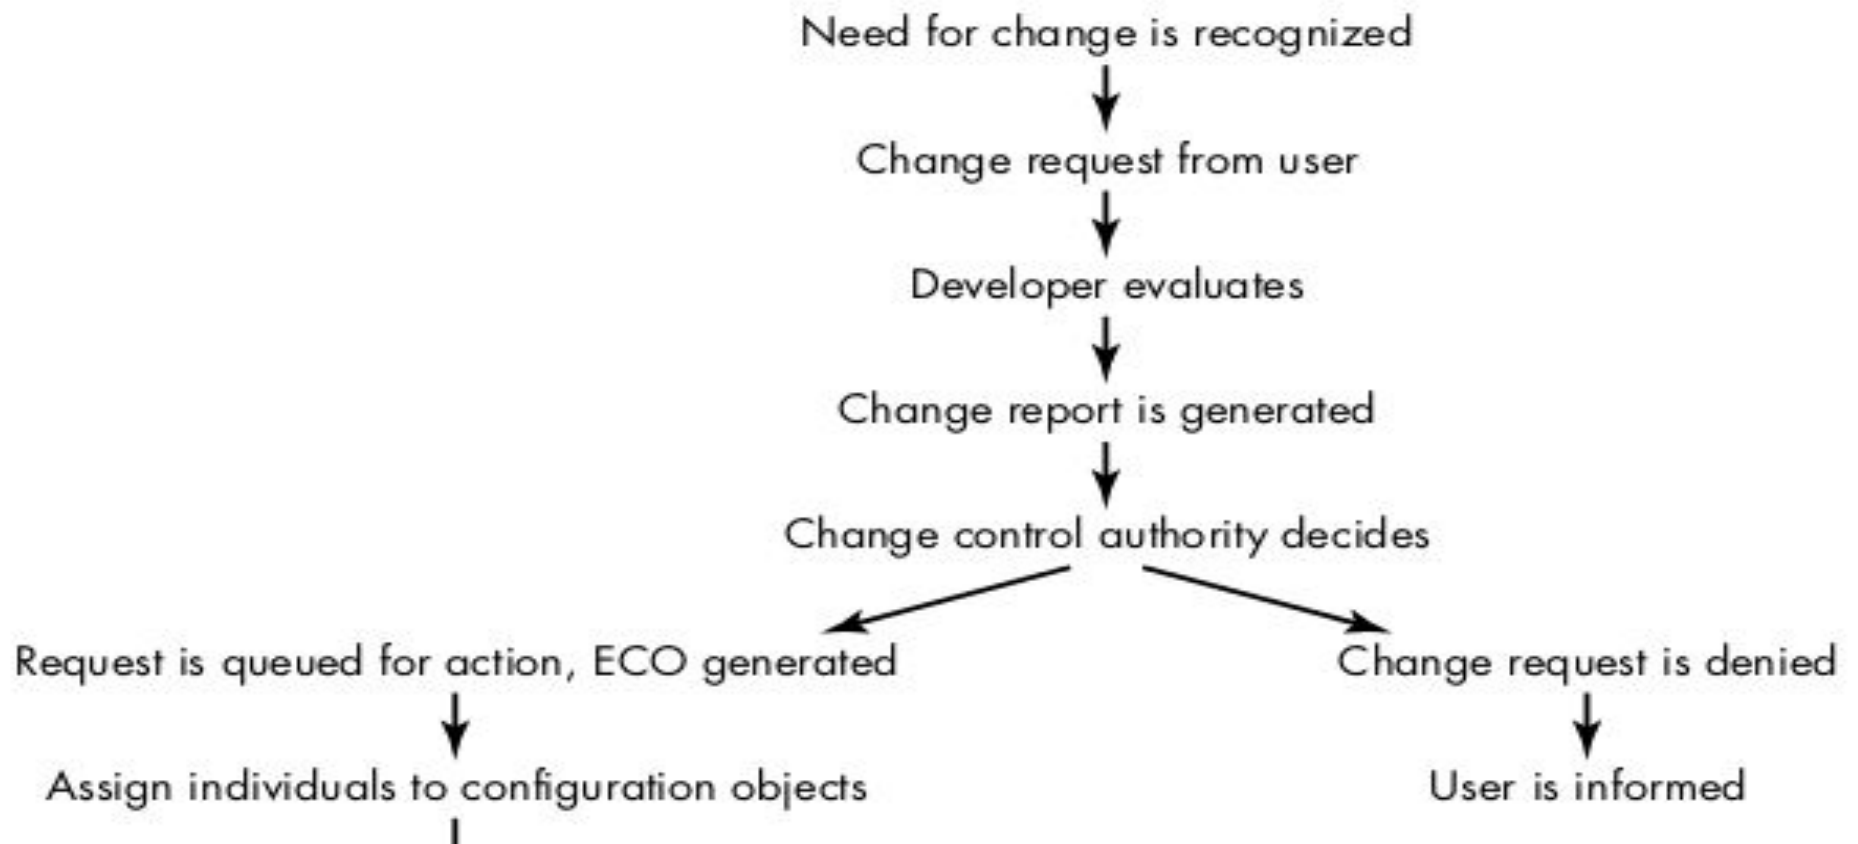 Need for change is recognized
Change request from user
Developer evaluates
Change report is generated
Change control authority decides
Request is queued for action, ECO generated
Change request is denied
Assign individuals to configuration objects
User is informed